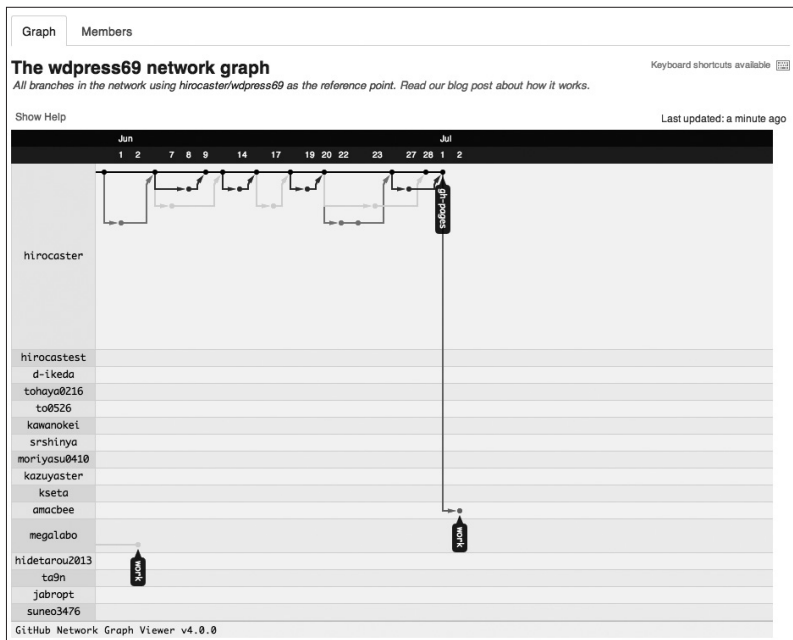 Graph Members
The wdpress69 network graph
Keyboard shortcuts available
All branches in the network using hirocaster/wdpress69 as the reference point. Read our blog post about how it works.
Show Help
Last updated: a minute ago
Jun Jul
1 2 7 8 9 14 17 19 20 22 23 27 28 1 2
gh-pages
hirocaster
hirocastest
d-ikeda
tohaya0216
to0526
kawanokei
srshinya
moriyasu0410
kazuyaster
kseta
amacbee
megalabo
work
hidetarou2013
work
ta9n
jabropt
suneo3476
GitHub Network Graph Viewer v4.0.0